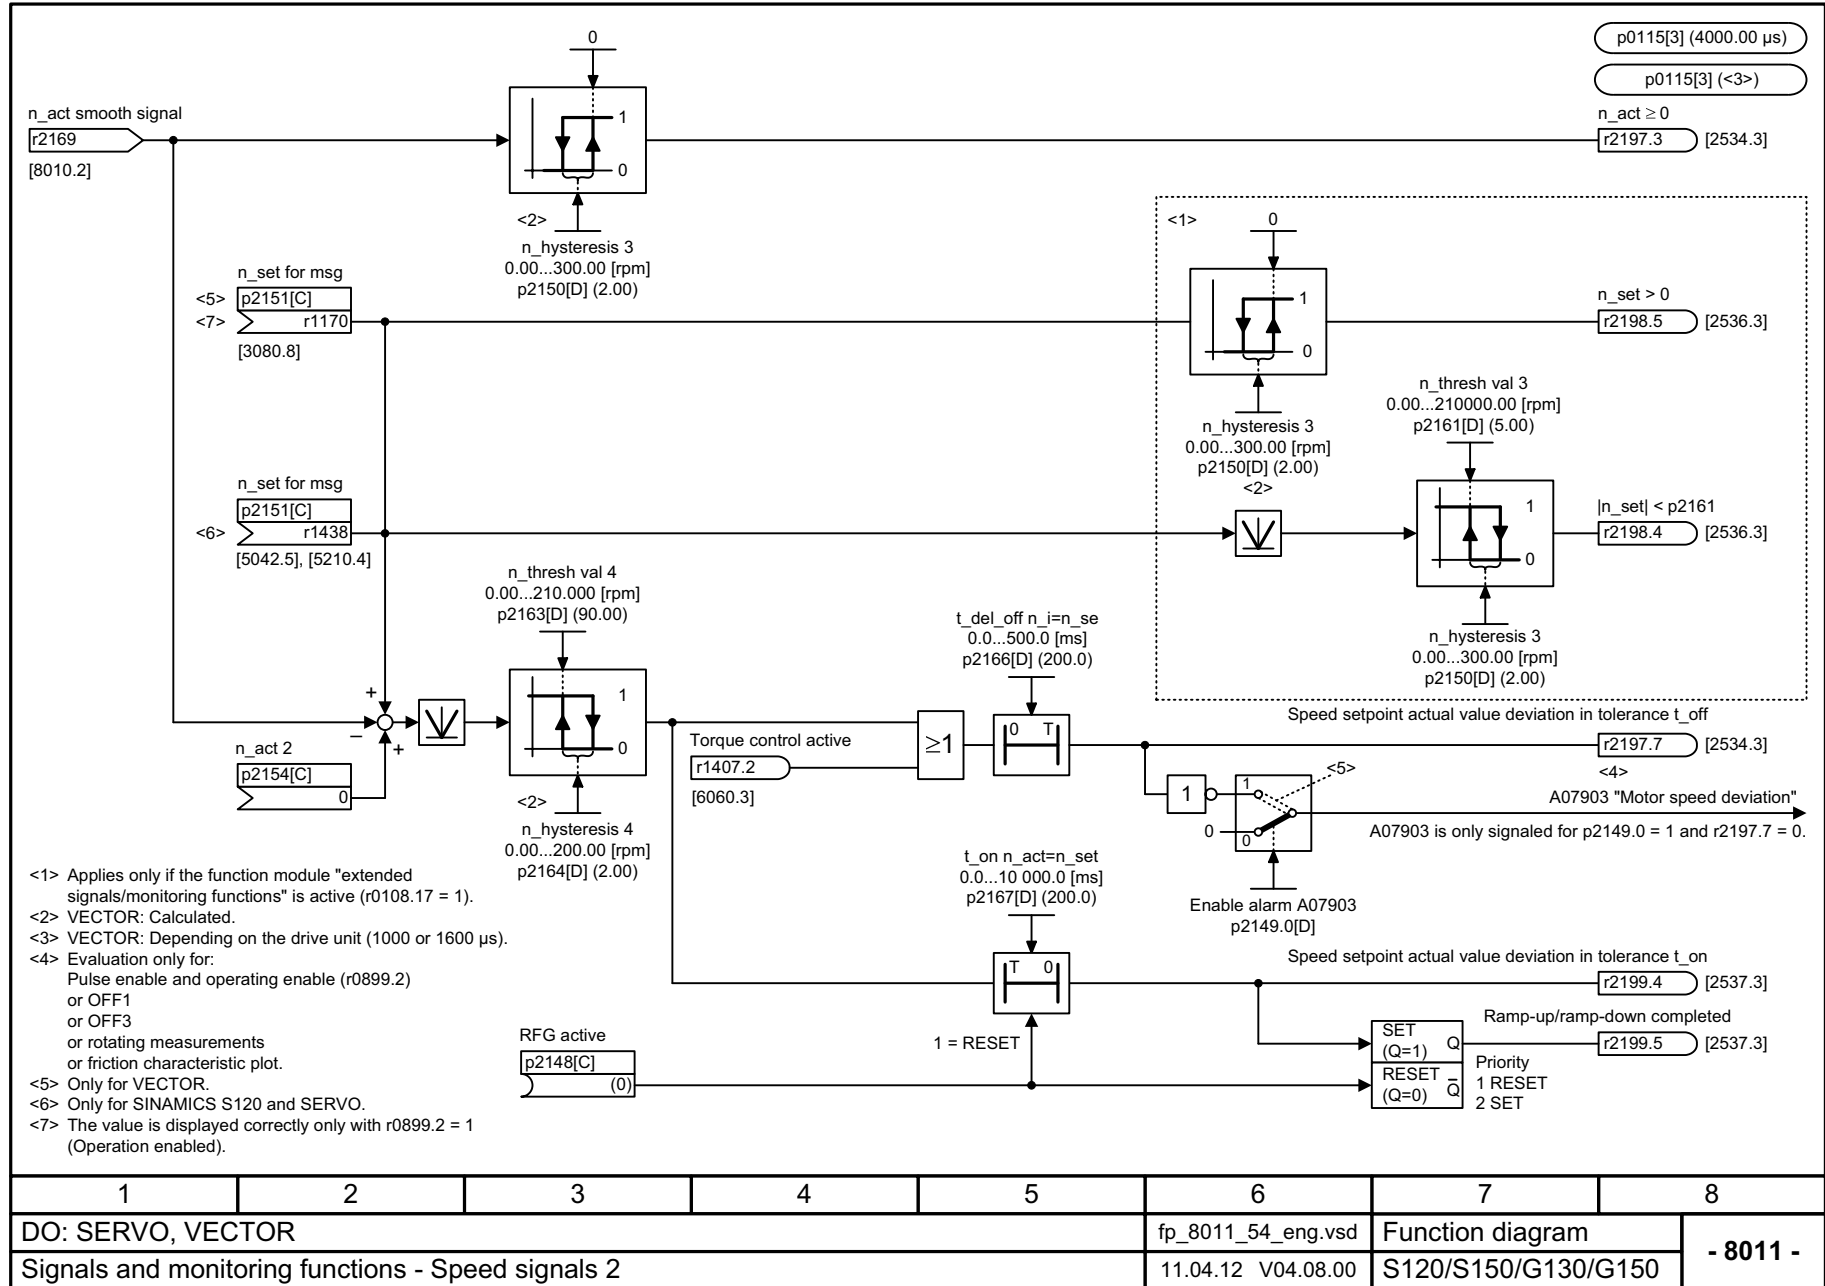 p0115[3] (4000.00 µs)
p0115[3] (<3>)
0
n_act smooth signal
r2169
[8010.2]
1
0
<2>
n_hysteresis 3
0.00...300.00 [rpm]
p2150[D] (2.00)
n_act ≥ 0
r2197.3
[2534.3]
n_set for msg
<5>
<7>
p2151[C]
r1170
[3080.8]
<1>
0
1
0
n_hysteresis 3
0.00...300.00 [rpm]
p2150[D] (2.00)
<2>
n_set > 0
r2198.5
[2536.3]
n_thresh val 3
0.00...210000.00 [rpm]
p2161[D] (5.00)
n_set for msg
<6>
p2151[C]
r1438
[5042.5], [5210.4]
1
0
|n_set| < p2161
r2198.4
[2536.3]
n_hysteresis 3
0.00...300.00 [rpm]
p2150[D] (2.00)
n_thresh val 4
0.00...210.000 [rpm]
p2163[D] (90.00)
t_del_off n_i=n_se
0.0...500.0 [ms]
p2166[D] (200.0)
+
−
+
n_act 2
p2154[C]
0
1
0
<2>
n_hysteresis 4
0.00...200.00 [rpm]
p2164[D] (2.00)
Torque control active
r1407.2
[6060.3]
≥1
0 T
Speed setpoint actual value deviation in tolerance t_off
r2197.7
[2534.3]
<4>
<5>
1
1
0
0
A07903 "Motor speed deviation"
A07903 is only signaled for p2149.0 = 1 and r2197.7 = 0.
Enable alarm A07903
p2149.0[D]
t_on n_act=n_set
0.0...10 000.0 [ms]
p2167[D] (200.0)
T 0
Speed setpoint actual value deviation in tolerance t_on
r2199.4
[2537.3]
1 = RESET
RFG active
p2148[C]
(0)
SET
(Q=1)
Q
RESET
(Q=0)
Q̅
Ramp-up/ramp-down completed
r2199.5
[2537.3]
Priority
1 RESET
2 SET
<1> Applies only if the function module "extended
signals/monitoring functions" is active (r0108.17 = 1).
<2> VECTOR: Calculated.
<3> VECTOR: Depending on the drive unit (1000 or 1600 µs).
<4> Evaluation only for:
Pulse enable and operating enable (r0899.2)
or OFF1
or OFF3
or rotating measurements
or friction characteristic plot.
<5> Only for VECTOR.
<6> Only for SINAMICS S120 and SERVO.
<7> The value is displayed correctly only with r0899.2 = 1
(Operation enabled).
1 2 3 4 5 6 7 8
DO: SERVO, VECTOR
fp_8011_54_eng.vsd
Function diagram
- 8011 -
Signals and monitoring functions - Speed signals 2
11.04.12 V04.08.00
S120/S150/G130/G150